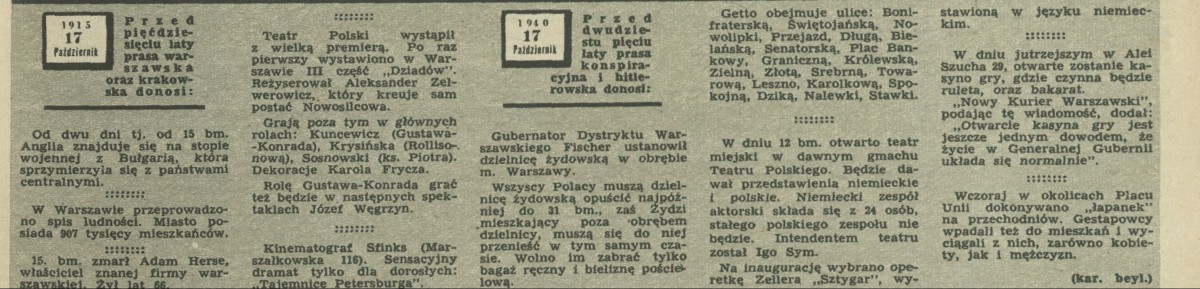 1915
17
Październik
Przed
pięćdzie-
sięciu laty
prasa war-
szawska
oraz krakow-
ska donosi:
Od dwu dni tj. od 15 bm.
Anglia znajduje się na stopie
wojennej z Bułgarią, która
sprzymierzyła się z państwami
centralnymi.
W Warszawie przeprowadzo-
no spis ludności. Miasto po-
siada 907 tysięcy mieszkańców.
15. bm. zmarł Adam Herse,
właściciel znanej firmy war-
szawskiej. Żył lat 66.
Teatr Polski wystąpił
z wielką premierą. Po raz
pierwszy wystawiono w War-
szawie III część „Dziadów”.
Reżyserował Aleksander Zel-
werowicz, który kreuje sam
postać Nowosilcowa.
Grają poza tym w głównych
rolach: Kuncewicz (Gustawa-
-Konrada), Krysińska (Rolliso-
nową), Sosnowski (ks. Piotra).
Dekoracje Karola Frycza.
Rolę Gustawa-Konrada grać
też będzie w następnych spek-
taklach Józef Węgrzyn.
Kinematograf Sfinks (Mar-
szałkowska 116). Sensacyjny
dramat tylko dla dorosłych:
„Tajemnice Petersburga”.
1940
17
Październik
Przed
dwudzie-
stu pięciu
laty prasa
konspira-
cyjna i hitle-
rowska donosi:
Gubernator Dystryktu War-
szawskiego Fischer ustanowił
dzielnicę żydowską w obrębie
m. Warszawy.
Wszyscy Polacy muszą dziel-
nicę żydowską opuścić najpóź-
niej do 31 bm., zaś Żydzi
mieszkający poza obrębem
dzielnicy, muszą się do niej
przenieść w tym samym cza-
sie. Wolno im zabrać tylko
bagaż ręczny i bieliznę poście-
lową.
Getto obejmuje ulice: Boni-
fraterską, Świętojańską, No-
wolipki, Przejazd, Długą, Bie-
lańską, Senatorską, Plac Ban-
kowy, Graniczną, Królewską,
Zielną, Złotą, Srebrną, Towa-
rową, Leszno, Karolkową, Spo-
kojną, Dziką, Nalewki, Stawki.
W dniu 12 bm. otwarto teatr
miejski w dawnym gmachu
Teatru Polskiego. Będzie da-
wał przedstawienia niemieckie
i polskie. Niemiecki zespół
aktorski składa się z 24 osób,
stałego polskiego zespołu nie
będzie. Intendentem teatru
został Igo Sym.
Na inaugurację wybrano ope-
retkę Zellera „Sztygar”, wy-
stawioną w języku niemiec-
kim.
W dniu jutrzejszym w Alei
Szucha 29, otwarte zostanie ka-
syno gry, gdzie czynna będzie
ruleta, oraz bakarat.
„Nowy Kurier Warszawski”,
podając tę wiadomość, dodał:
„Otwarcie kasyna gry jest
jeszcze jednym dowodem, że
życie w Generalnej Gubernii
układa się normalnie”.
Wczoraj w okolicach Placu
Unii dokonywano „łapanek”
na przechodniów. Gestapowcy
wpadali też do mieszkań i wy-
ciągali z nich, zarówno kobie-
ty, jak i mężczyzn.
(kar. beyl.)